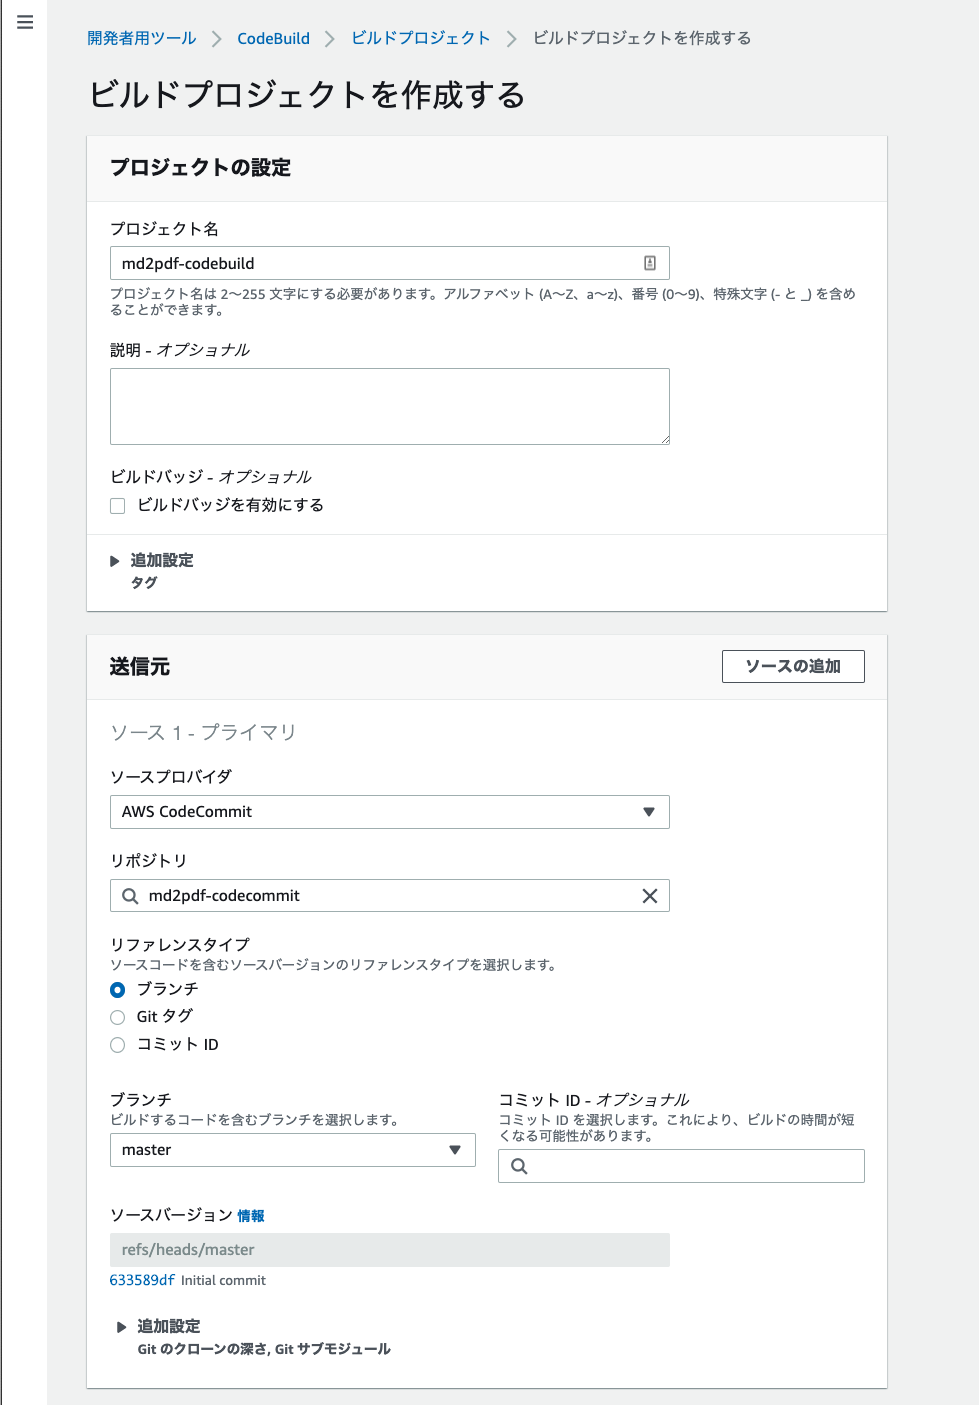 開発者用ツール > CodeBuild > ビルドプロジェクト > ビルドプロジェクトを作成する
ビルドプロジェクトを作成する
プロジェクトの設定
プロジェクト名
md2pdf-codebuild
プロジェクト名は 2〜255 文字にする必要があります。アルファベット (A〜Z、a〜z)、番号 (0〜9)、特殊文字 (- と _) を含め
ることができます。
説明 - オプショナル
ビルドバッジ - オプショナル
ビルドバッジを有効にする
追加設定
タグ
送信元
ソースの追加
ソース 1 - プライマリ
ソースプロバイダ
AWS CodeCommit
リポジトリ
md2pdf-codecommit
リファレンスタイプ
ソースコードを含むソースバージョンのリファレンスタイプを選択します。
ブランチ
Git タグ
コミット ID
ブランチ
ビルドするコードを含むブランチを選択します。
master
コミット ID - オプショナル
コミット ID を選択します。これにより、ビルドの時間が短
くなる可能性があります。
ソースバージョン 情報
refs/heads/master
633589df Initial commit
追加設定
Git のクローンの深さ, Git サブモジュール